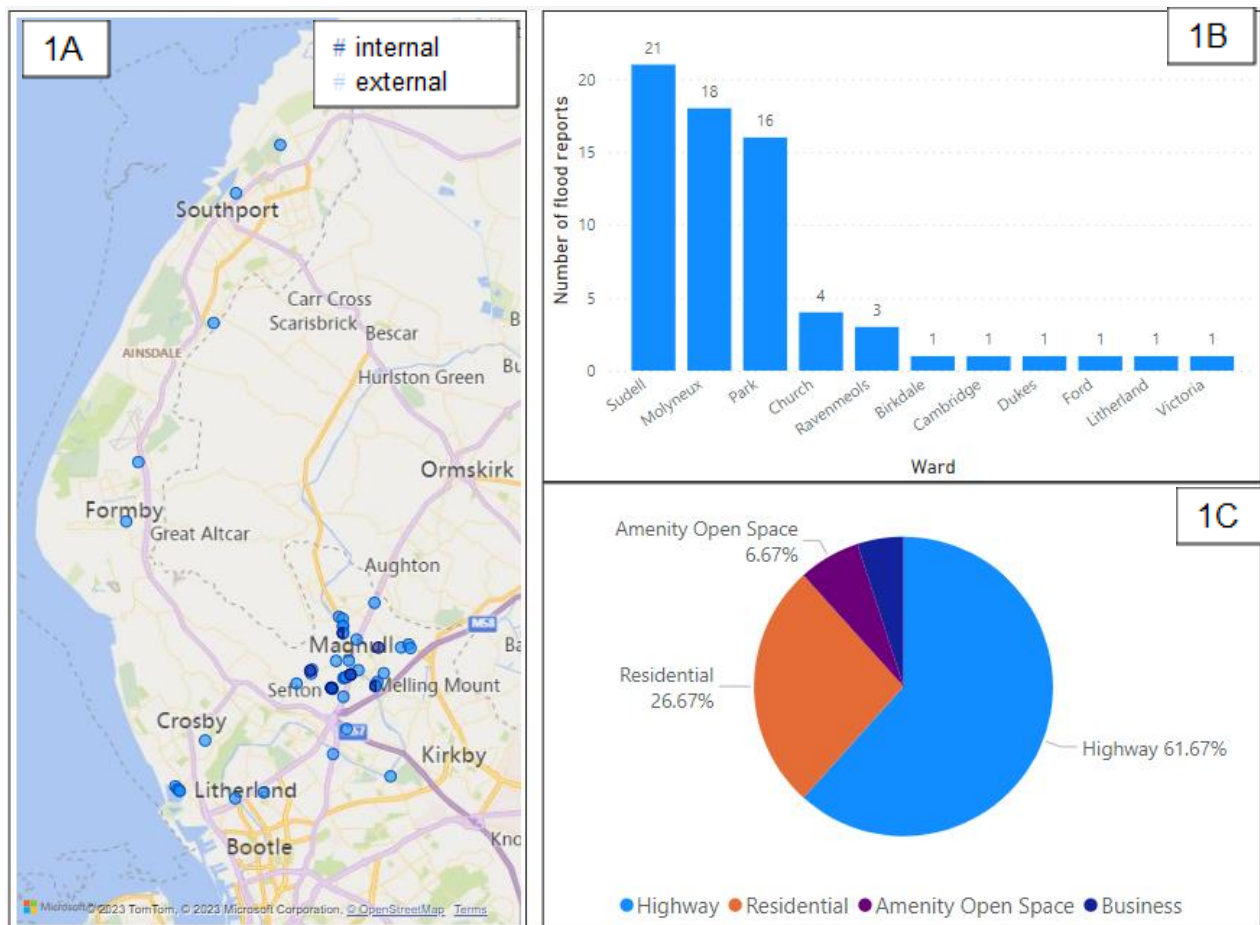 1A
# internal
# external
Southport
Carr Cross
Scarisbrick
Bescar
AINSDALE
Hurlston Green
Ormskirk
Formby
Great Altcar
Aughton
M58
Maghull
Sefton
Melling Mount
Crosby
Kirkby
Litherland
Bootle
© 2023 TomTom, © 2023 Microsoft Corporation, © OpenStreetMap Terms
1B
Number of flood reports
20
15
10
5
0
21
18
16
4
3
1
1
1
1
1
1
Sudell
Molyneux
Park
Church
Ravenmeols
Birkdale
Cambridge
Dukes
Ford
Litherland
Victoria
Ward
1C
Amenity Open Space
6.67%
Residential
26.67%
Highway 61.67%
Highway
Residential
Amenity Open Space
Business